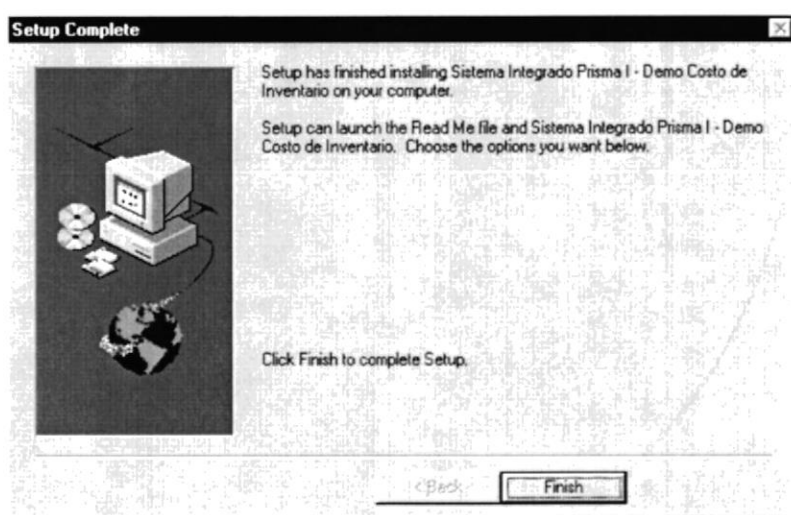 Setup Complete
Setup has finished installing Sistema Integrado Prisma I - Demo Costo de
Inventario on your computer.
Setup can launch the Read Me file and Sistema Integrado Prisma I - Demo
Costo de Inventario. Choose the options you want below.
Click Finish to complete Setup.
< Back
Finish